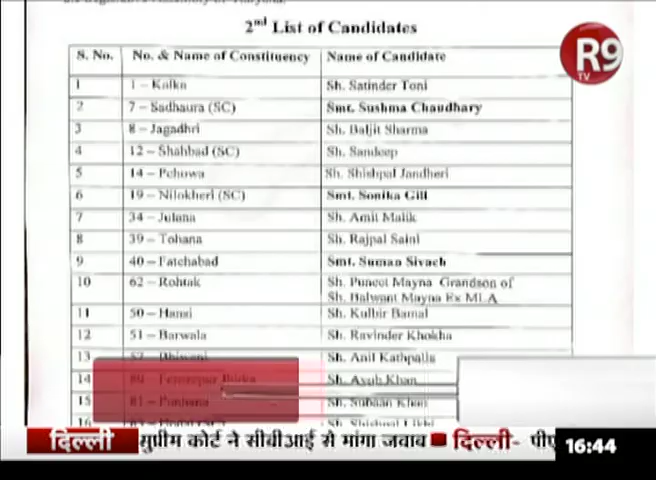 2nd List of Candidates
S. No. No. & Name of Constituency Name of Candidate
1 1 – Kalka Sh. Satinder Toni
2 7 – Sadhaura (SC) Smt. Sushma Chaudhary
3 8 – Jagadhri Sh. Baljit Sharma
4 12 – Shahbad (SC) Sh. Sandeep
5 14 – Pehowa Sh. Shishpal Jandheri
6 19 – Nilokheri (SC) Smt. Sonika Gill
7 34 – Julana Sh. Amit Malik
8 39 – Tohana Sh. Rajpal Saini
9 40 – Fatehabad Smt. Suman Sivach
10 62 – Rohtak Sh. Puneet Mayna Grandson of
Sh. Balwant Mayna Ex MLA
11 50 – Hansi Sh. Kulbir Bamal
12 51 – Barwala Sh. Ravinder Khokha
13 57 – Bhiwani Sh. Anil Kathpalia
14 Sh. Ayub Khan
15 81 – Sh. Subaan Khan
16
R9
TV
दिल्ली सुप्रीम कोर्ट ने सीबीआई से मांगा जवाब दिल्ली-
16:44